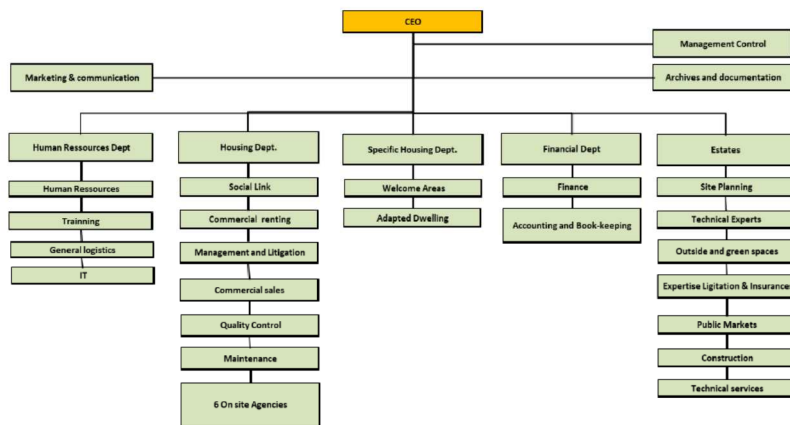 CEO
Management Control
Marketing & communication
Archives and documentation
Human Ressources Dept
Housing Dept.
Specific Housing Dept.
Financial Dept
Estates
Human Ressources
Trainning
General logistics
IT
Social Link
Commercial renting
Management and Litigation
Commercial sales
Quality Control
Maintenance
6 On site Agencies
Welcome Areas
Adapted Dwelling
Finance
Accounting and Book-keeping
Site Planning
Technical Experts
Outside and green spaces
Expertise Ligitation & Insurances
Public Markets
Construction
Technical services